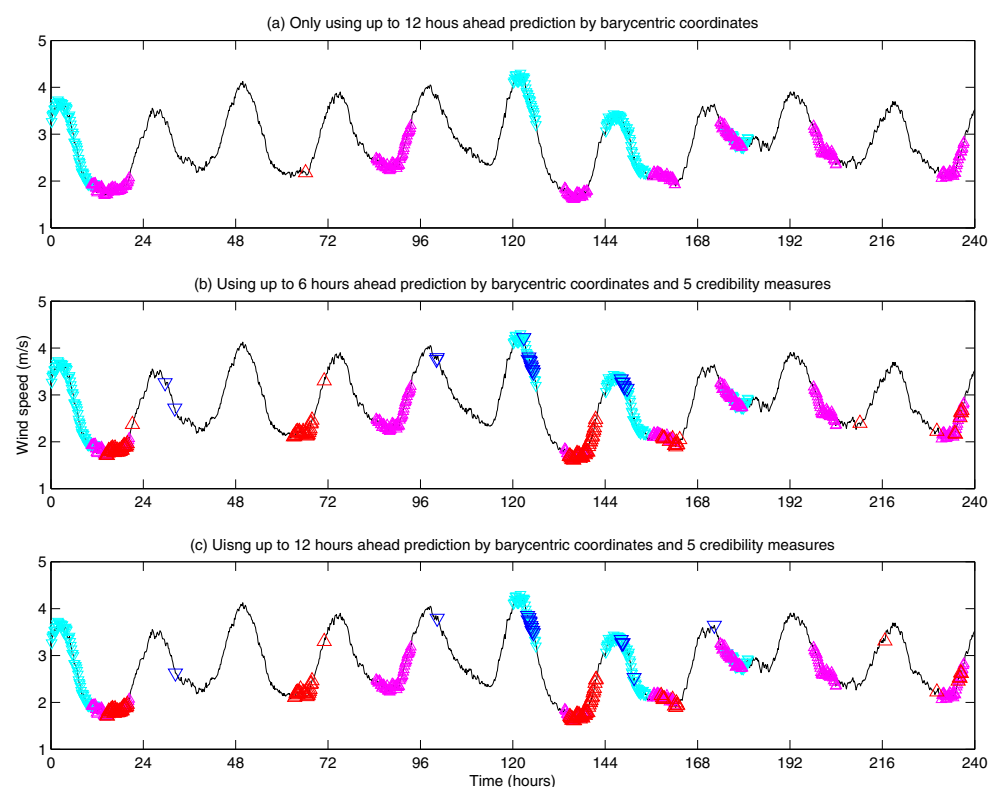 (a) Only using up to 12 hous ahead prediction by barycentric coordinates
5
4
3
2
1
0 24 48 72 96 120 144 168 192 216 240
(b) Using up to 6 hours ahead prediction by barycentric coordinates and 5 credibility measures
Wind speed (m/s)
5
4
3
2
1
0 24 48 72 96 120 144 168 192 216 240
(c) Uisng up to 12 hours ahead prediction by barycentric coordinates and 5 credibility measures
5
4
3
2
1
0 24 48 72 96 120 144 168 192 216 240
Time (hours)